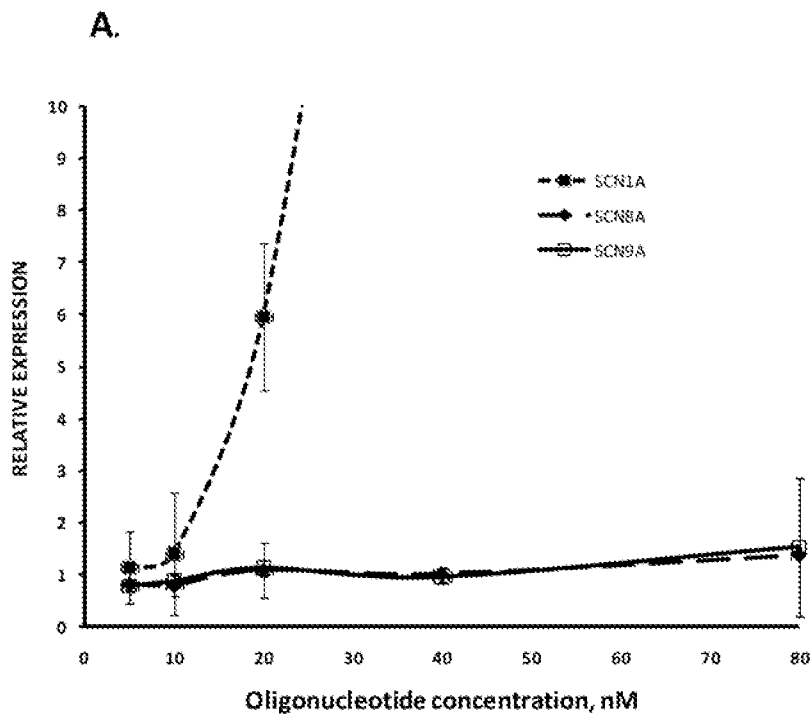 A.
10
9
8
7
6
5
4
3
2
1
0
RELATIVE EXPRESSION
SCN1A
SCN8A
SCN9A
0 10 20 30 40 50 60 70 80
Oligonucleotide concentration, nM